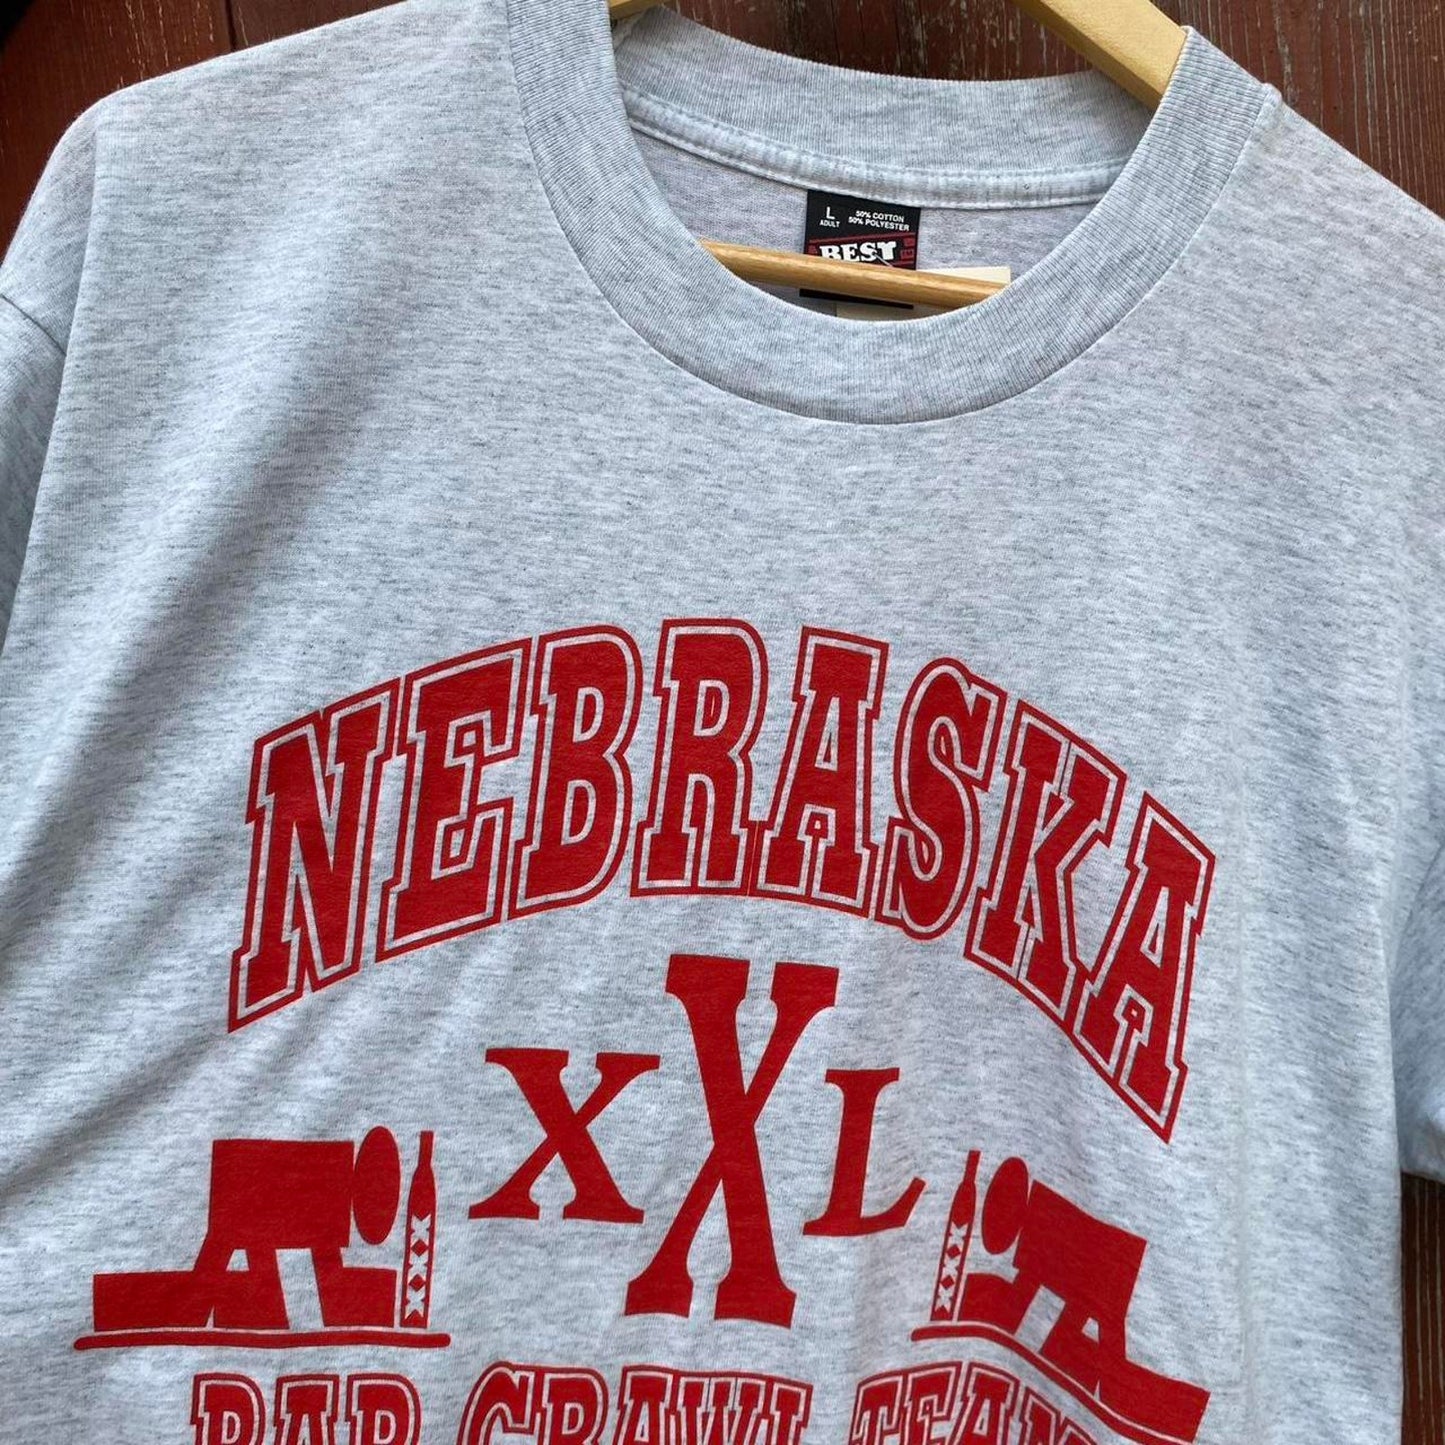 L 50% COTTON
ADULT 50% POLYESTER
BEST
NEBRASKA
XXL
XXX XXX
BAR CRAWL TEAM